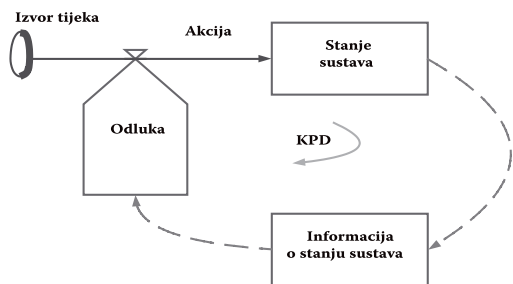 Izvor tijeka
Akcija
Stanje
sustava
Odluka
KPD
Informacija
o stanju sustava